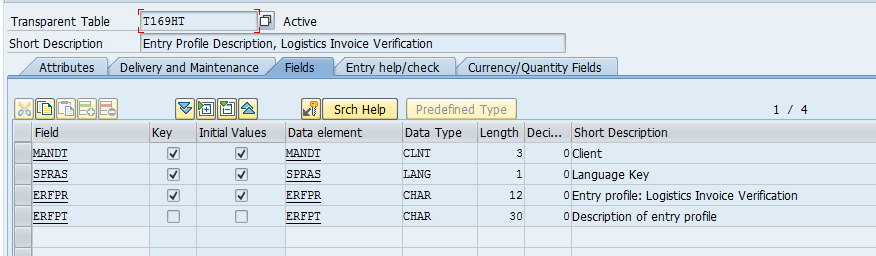 Transparent Table T169HT Active
Short Description Entry Profile Description, Logistics Invoice Verification
Attributes Delivery and Maintenance Fields Entry help/check Currency/Quantity Fields
Srch Help Predefined Type 1 / 4
Field Key Initial Values Data element Data Type Length Deci... Short Description
MANDT MANDT CLNT 3 0 Client
SPRAS SPRAS LANG 1 0 Language Key
ERFPR ERFPR CHAR 12 0 Entry profile: Logistics Invoice Verification
ERFPT ERFPT CHAR 30 0 Description of entry profile